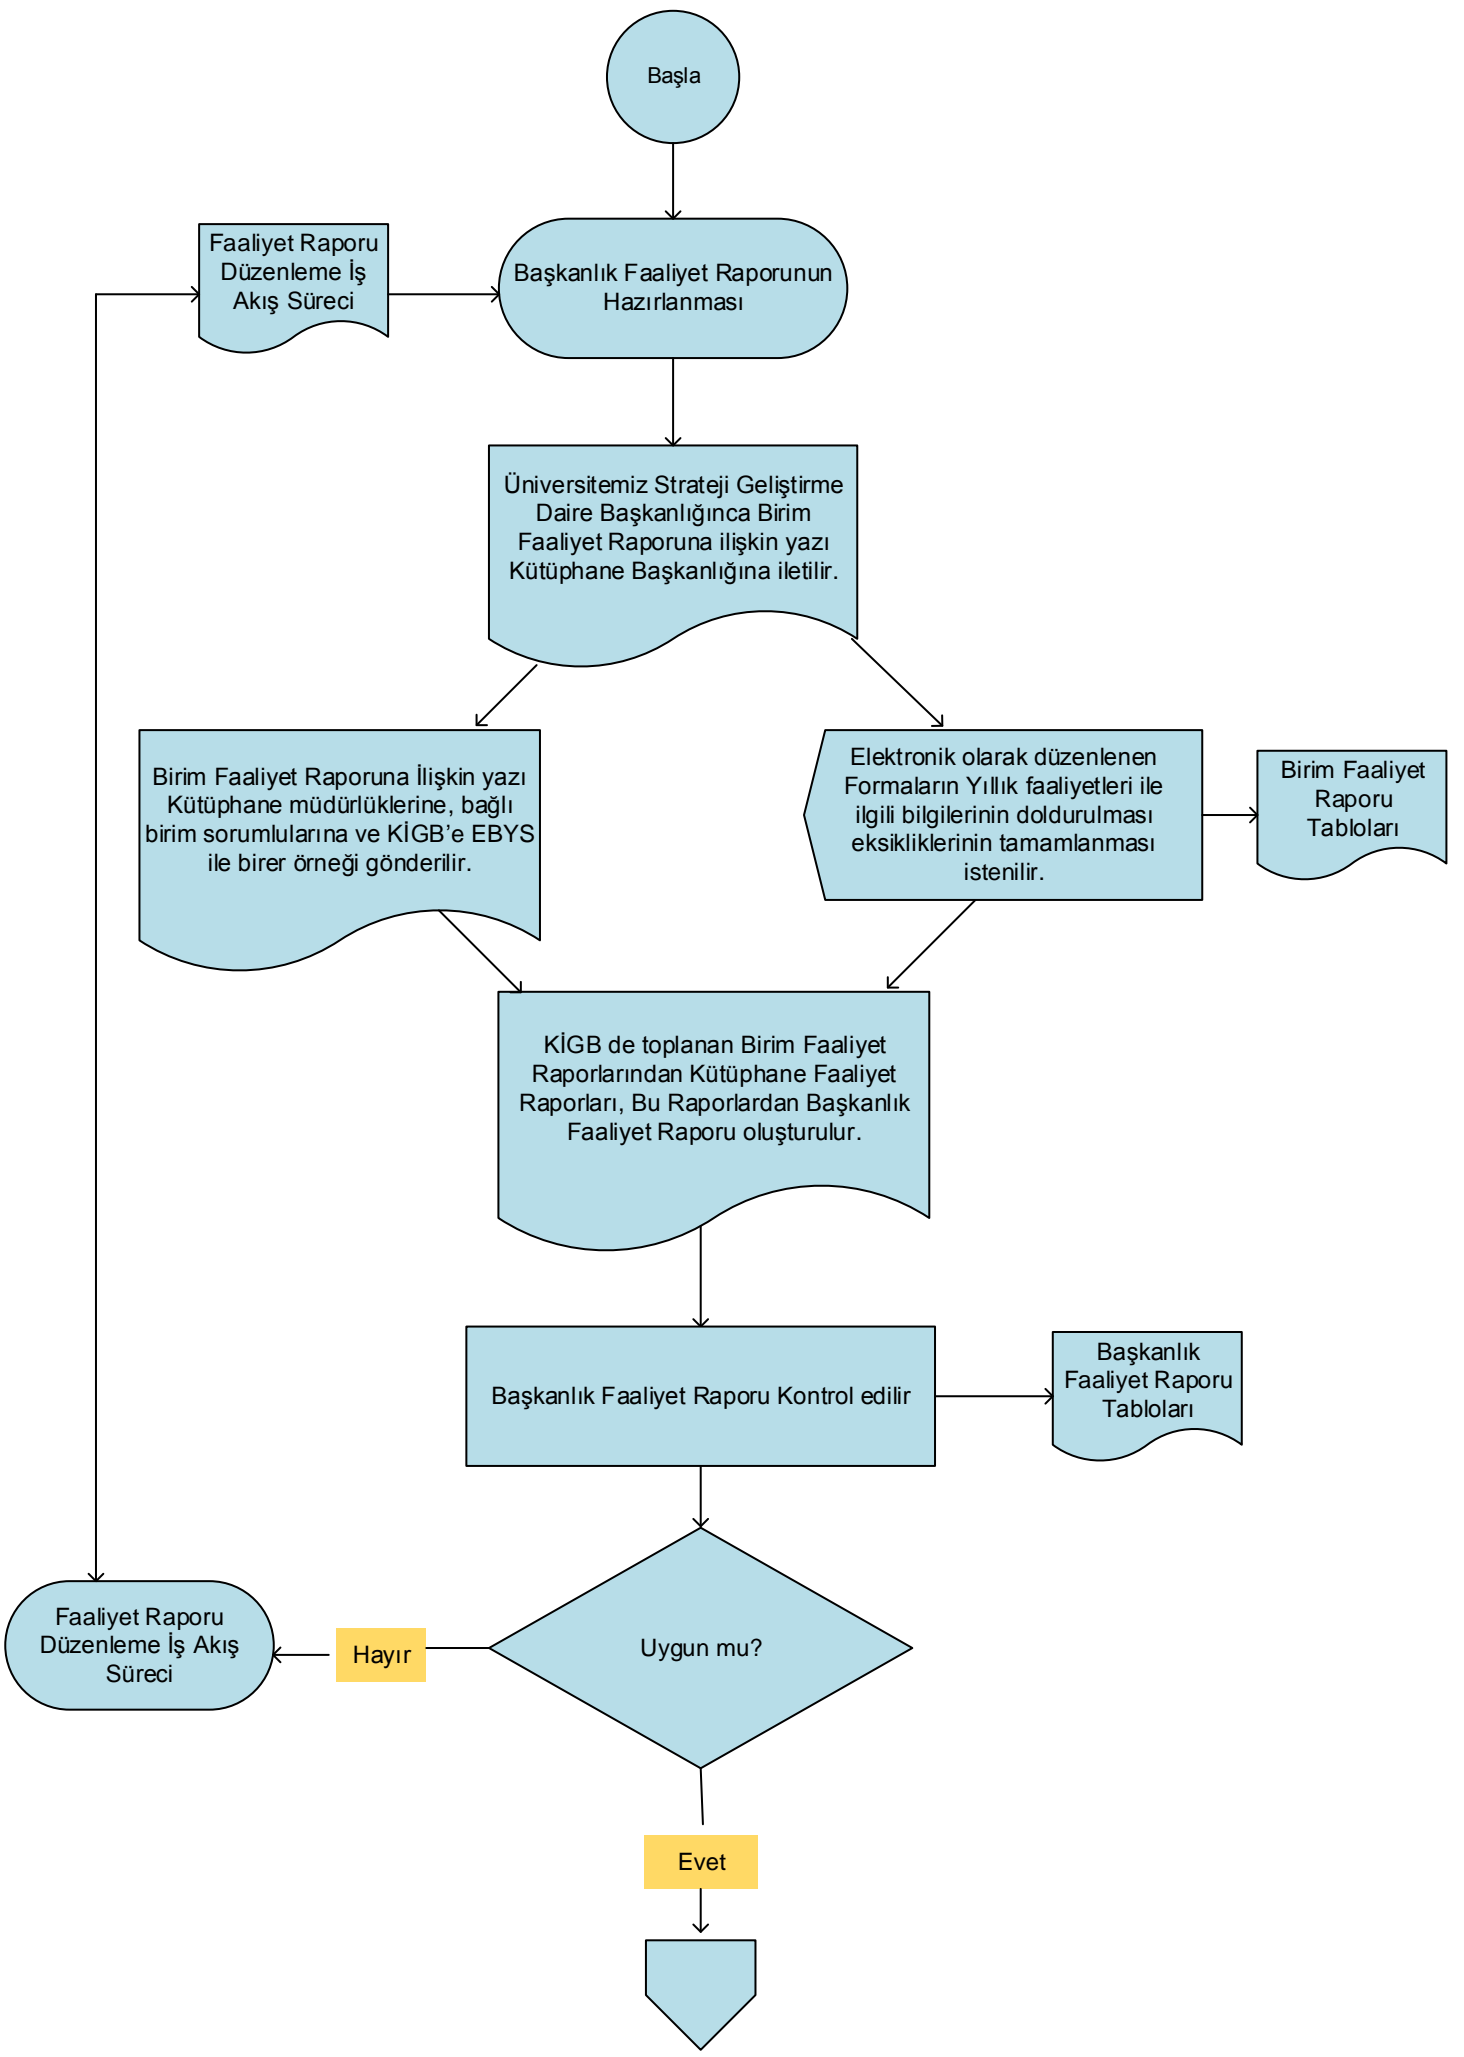 Başla
Faaliyet Raporu
Düzenleme İş
Akış Süreci
Başkanlık Faaliyet Raporunun
Hazırlanması
Üniversitemiz Strateji Geliştirme
Daire Başkanlığınca Birim
Faaliyet Raporuna ilişkin yazı
Kütüphane Başkanlığına iletilir.
Birim Faaliyet Raporuna İlişkin yazı
Kütüphane müdürlüklerine, bağlı
birim sorumlularına ve KİGB’e EBYS
ile birer örneği gönderilir.
Elektronik olarak düzenlenen
Formaların Yıllık faaliyetleri ile
ilgili bilgilerinin doldurulması
eksikliklerinin tamamlanması
istenilir.
Birim Faaliyet
Raporu
Tabloları
KİGB de toplanan Birim Faaliyet
Raporlarından Kütüphane Faaliyet
Raporları, Bu Raporlardan Başkanlık
Faaliyet Raporu oluşturulur.
Başkanlık Faaliyet Raporu Kontrol edilir
Başkanlık
Faaliyet Raporu
Tabloları
Uygun mu?
Hayır
Faaliyet Raporu
Düzenleme İş Akış
Süreci
Evet